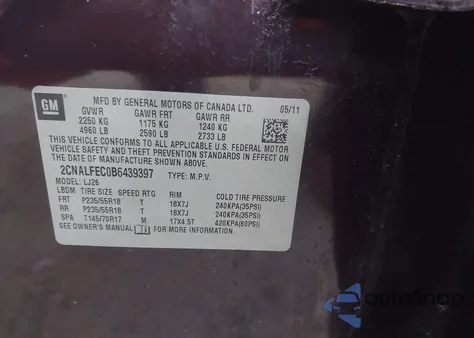 GM
MFD BY GENERAL MOTORS OF CANADA LTD. 05/11
GVWR GAWR FRT GAWR RR
2250 KG 1175 KG 1240 KG
4960 LB 2590 LB 2733 LB
THIS VEHICLE CONFORMS TO ALL APPLICABLE U.S. FEDERAL MOTOR
VEHICLE SAFETY, BUMPER, AND THEFT PREVENTION STANDARDS
IN EFFECT ON THE DATE OF MANUFACTURE SHOWN ABOVE.
2CNALFEC0B6439397 TYPE: M.P.V.
MODEL: LJ26
LBDM TIRE SIZE SPEED RTG RIM COLD TIRE PRESSURE
FRT P235/55R18 T 18X7J 240KPA(35PSI)
RR P235/55R18 T 18X7J 240KPA(35PSI)
SPA T145/70R17 M 17X4.5T 420KPA(60PSI)
SEE OWNER'S MANUAL FOR MORE INFORMATION
AutoSnap